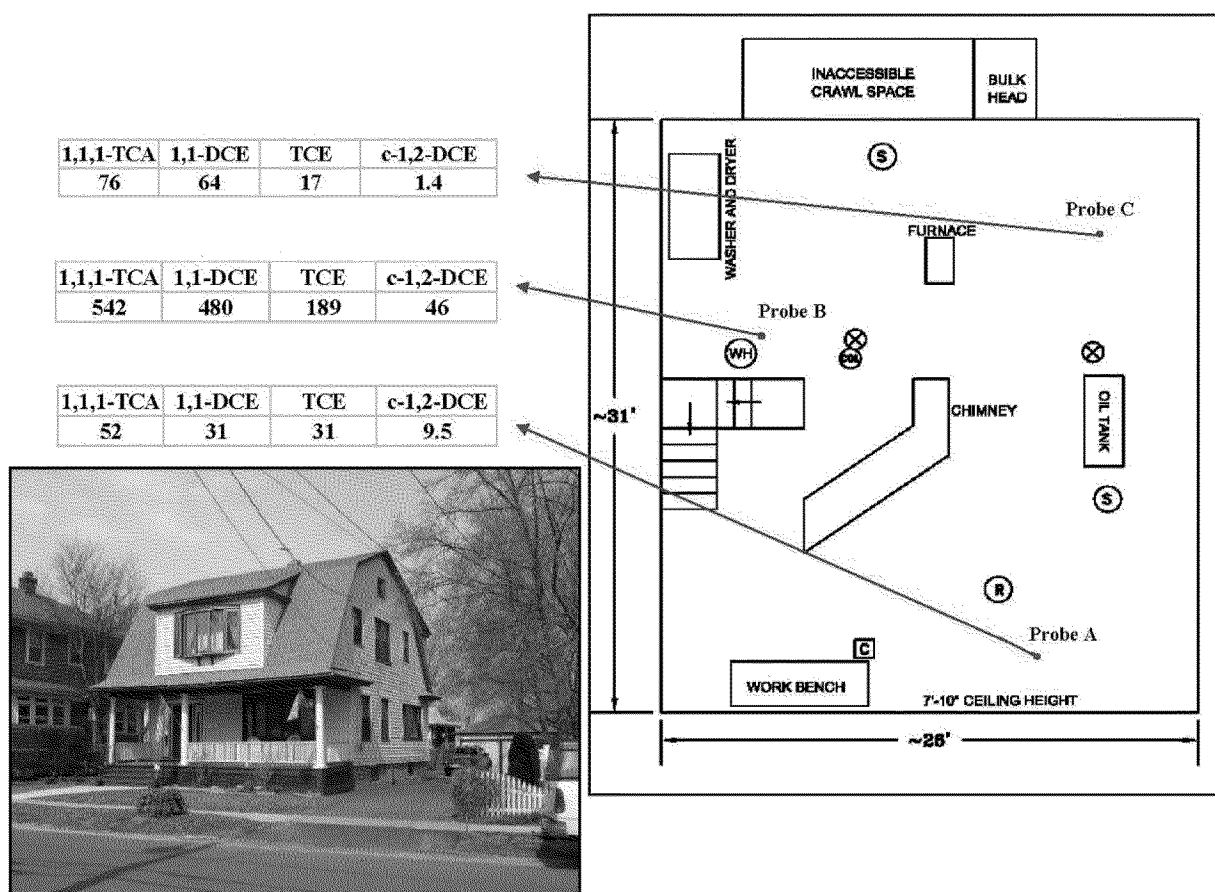 INACCESSIBLE
CRAWL SPACE
BULK
HEAD
1,1,1-TCA 1,1-DCE TCE c-1,2-DCE
76 64 17 1.4
S
WASHER AND DRYER
Probe C
FURNACE
1,1,1-TCA 1,1-DCE TCE c-1,2-DCE
542 480 189 46
Probe B
WH
1,1,1-TCA 1,1-DCE TCE c-1,2-DCE
52 31 31 9.5
~31'
CHIMNEY
OIL TANK
S
R
Probe A
C
WORK BENCH
7'-10" CEILING HEIGHT
~26'